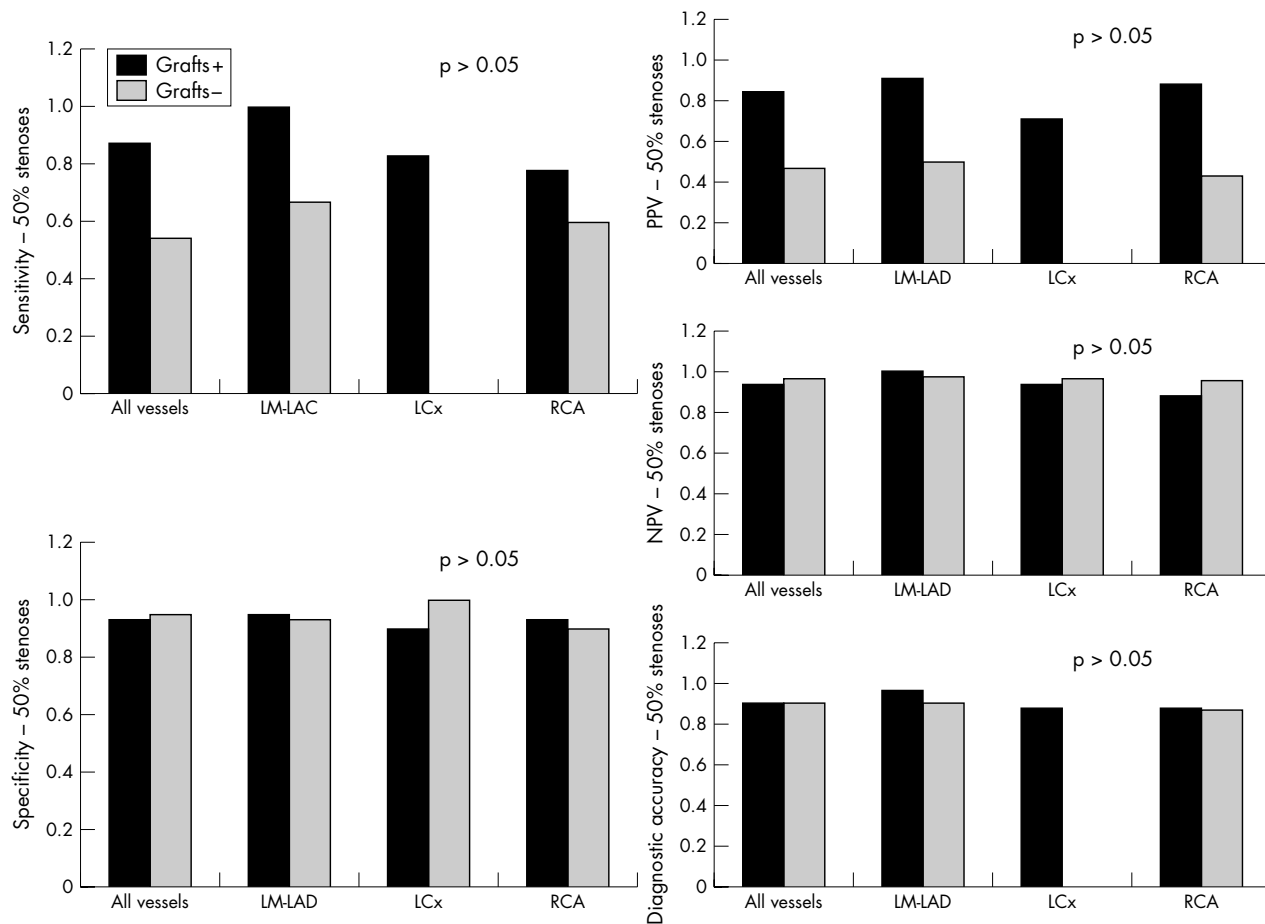 Sensitivity – 50% stenoses
1.2
1.0
0.8
0.6
0.4
0.2
0
Grafts+
Grafts–
p > 0.05
All vessels LM-LAC LCx RCA
Specificity – 50% stenoses
1.2
1.0
0.8
0.6
0.4
0.2
0
p > 0.05
All vessels LM-LAD LCx RCA
PPV – 50% stenoses
1.2
1.0
0.8
0.6
0.4
0.2
0
p > 0.05
All vessels LM-LAD LCx RCA
NPV – 50% stenoses
1.2
1.0
0.8
0.6
0.4
0.2
0
p > 0.05
All vessels LM-LAD LCx RCA
Diagnostic accuracy – 50% stenoses
1.2
1.0
0.8
0.6
0.4
0.2
0
p > 0.05
All vessels LM-LAD LCx RCA